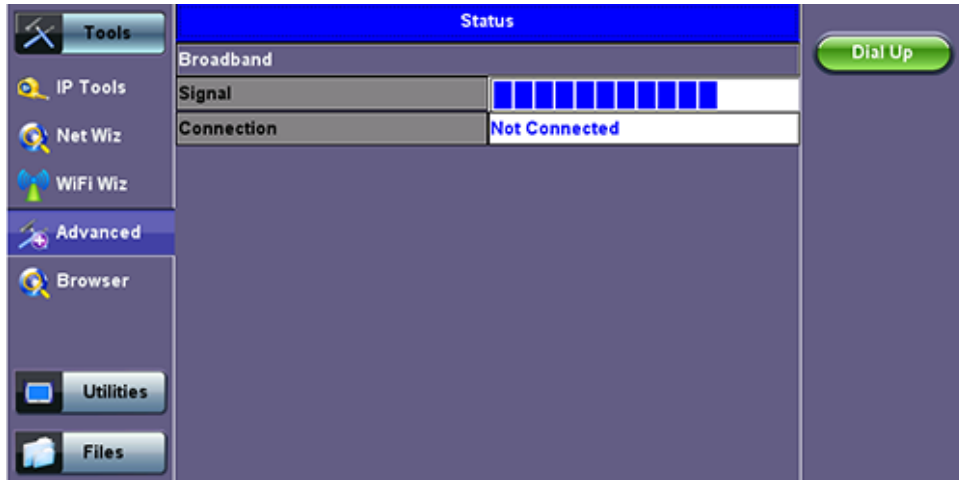 Tools
IP Tools
Net Wiz
WiFi Wiz
Advanced
Browser
Utilities
Files
Status
Broadband
Signal
Connection Not Connected
Dial Up